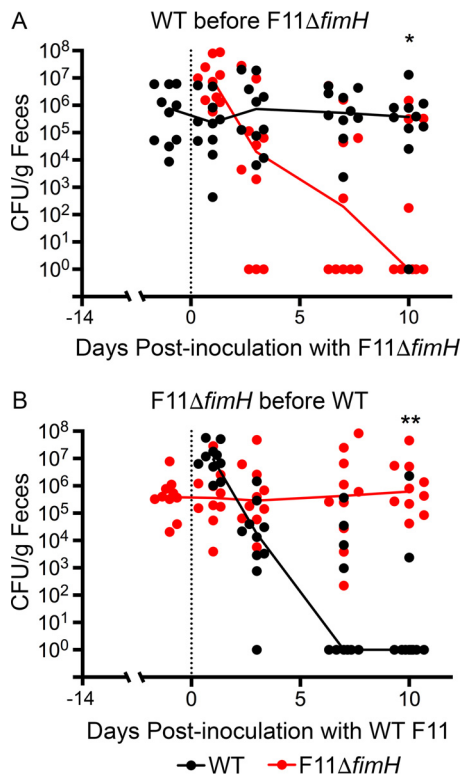 A
WT before F11ΔfimH
*
CFU/g Feces
10⁸
10⁷
10⁶
10⁵
10⁴
10³
10²
10¹
10⁰
-14 0 5 10
Days Post-inoculation with F11ΔfimH
B
F11ΔfimH before WT
**
CFU/g Feces
10⁸
10⁷
10⁶
10⁵
10⁴
10³
10²
10¹
10⁰
-14 0 5 10
Days Post-inoculation with WT F11
WT F11ΔfimH